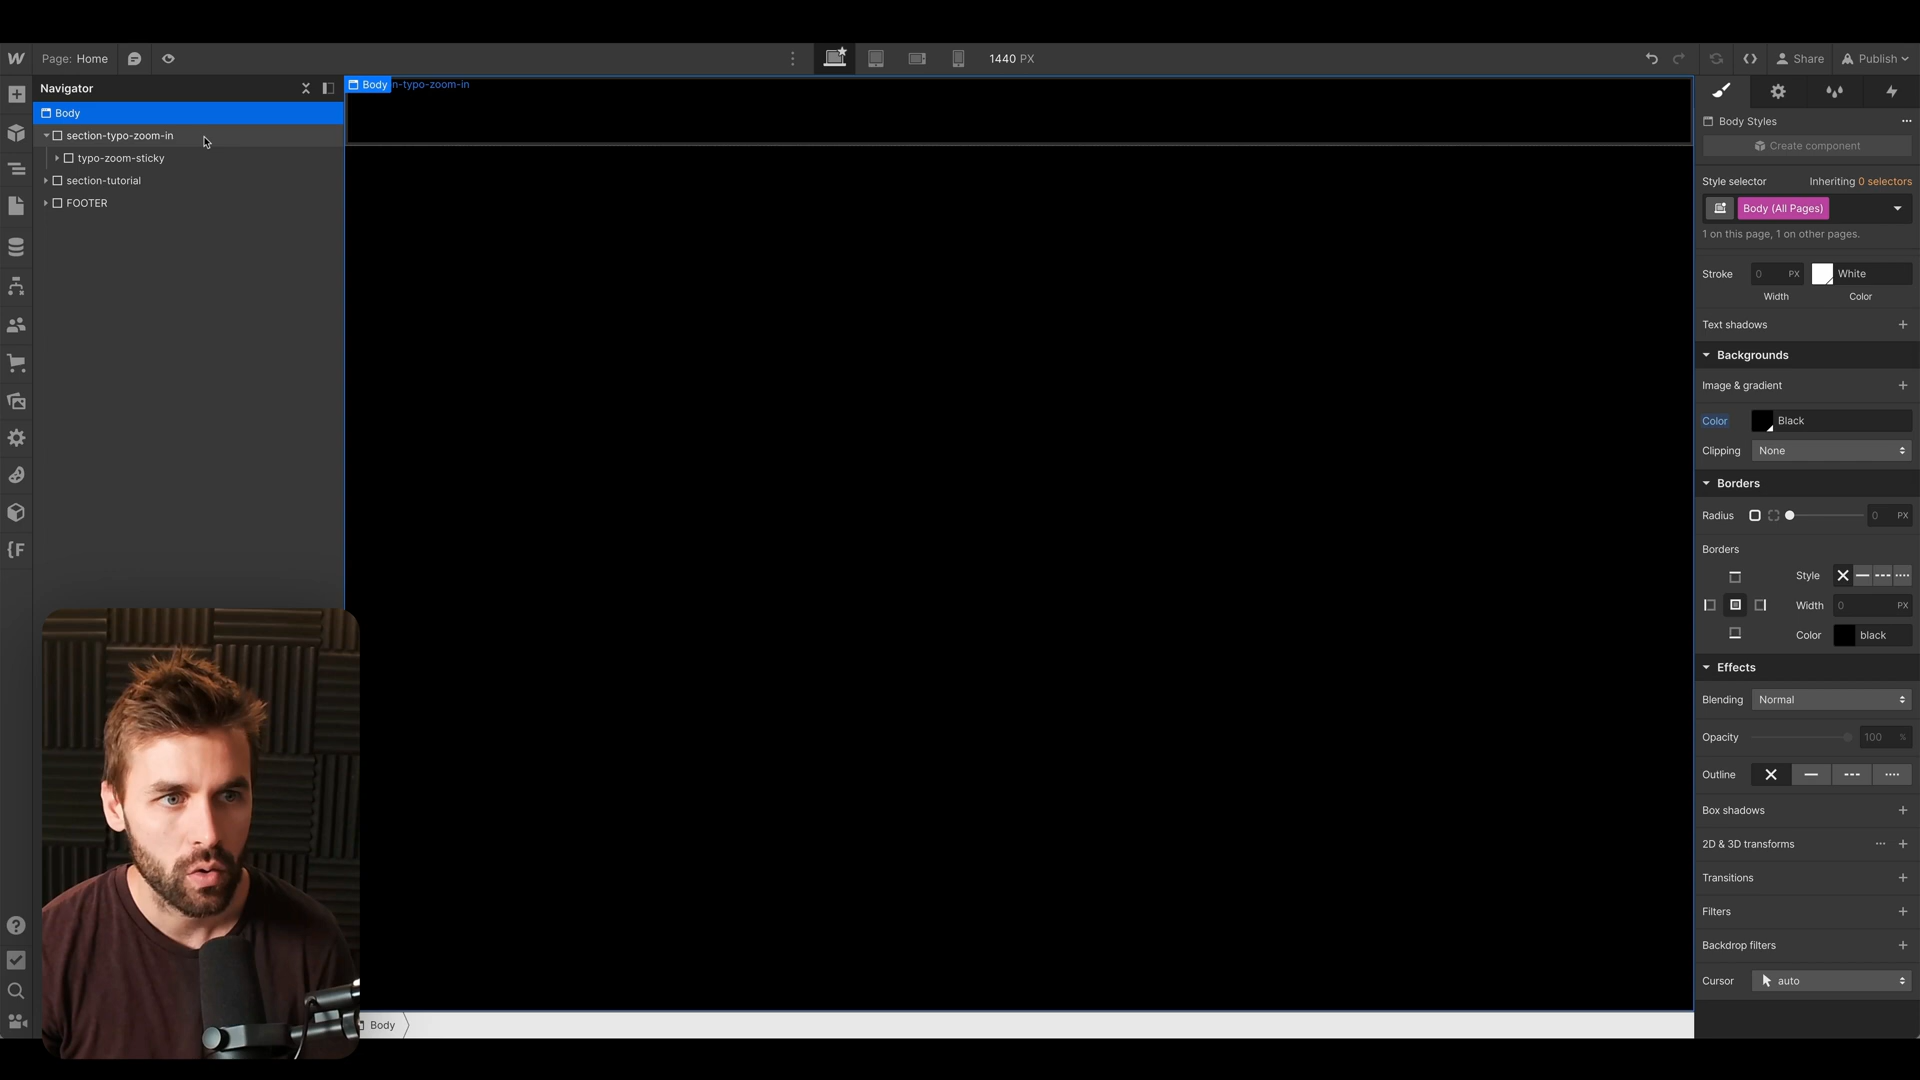 Page: Home
1440 PX
Share
Publish
Navigator
Body
section-typo-zoom-in
typo-zoom-sticky
section-tutorial
FOOTER
Body
n-typo-zoom-in
Body
Body Styles
Create component
Style selector
Inheriting 0 selectors
Body (All Pages)
1 on this page, 1 on other pages.
Stroke
0 PX
White
Width
Color
Text shadows
Backgrounds
Image & gradient
Color
Black
Clipping
None
Borders
Radius
0 PX
Borders
Style
Width
0 PX
Color
black
Effects
Blending
Normal
Opacity
100 %
Outline
Box shadows
2D & 3D transforms
Transitions
Filters
Backdrop filters
Cursor
auto